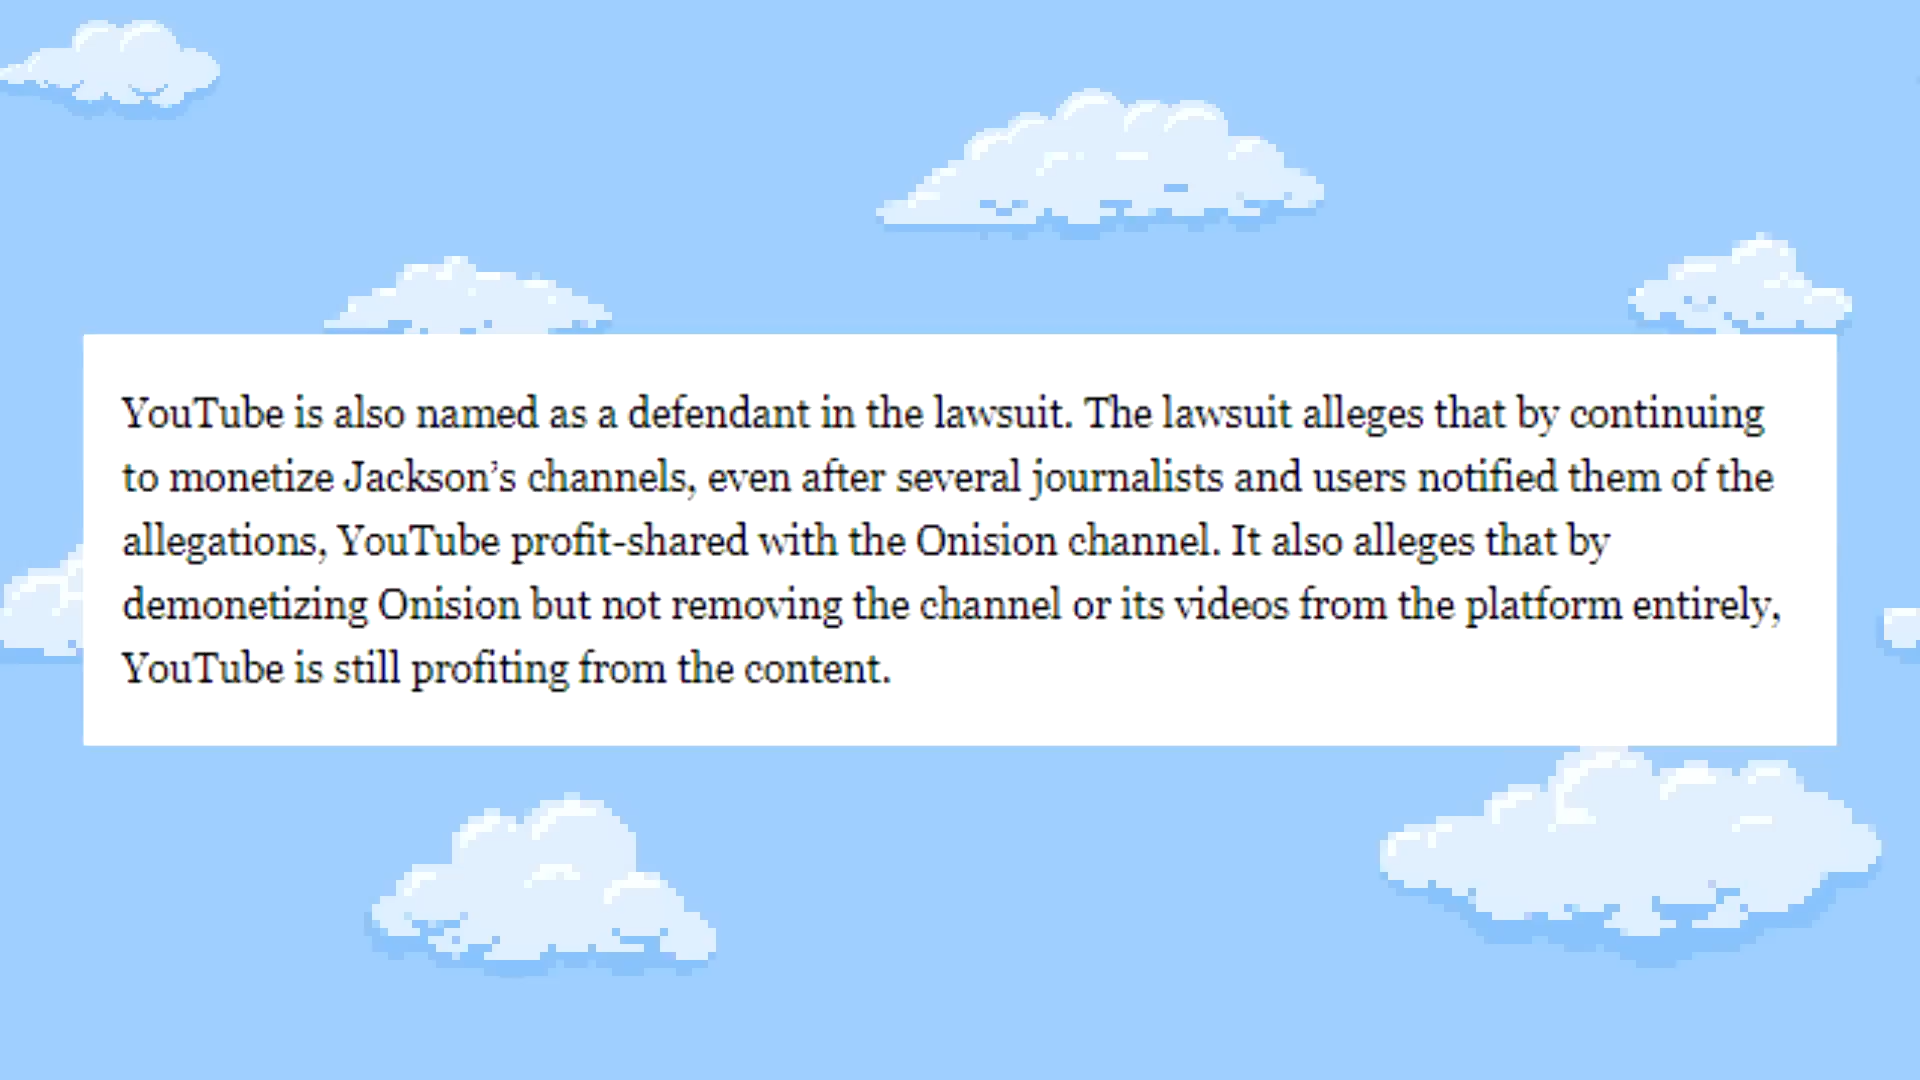 YouTube is also named as a defendant in the lawsuit. The lawsuit alleges that by continuing
to monetize Jackson’s channels, even after several journalists and users notified them of the
allegations, YouTube profit-shared with the Onision channel. It also alleges that by
demonetizing Onision but not removing the channel or its videos from the platform entirely,
YouTube is still profiting from the content.